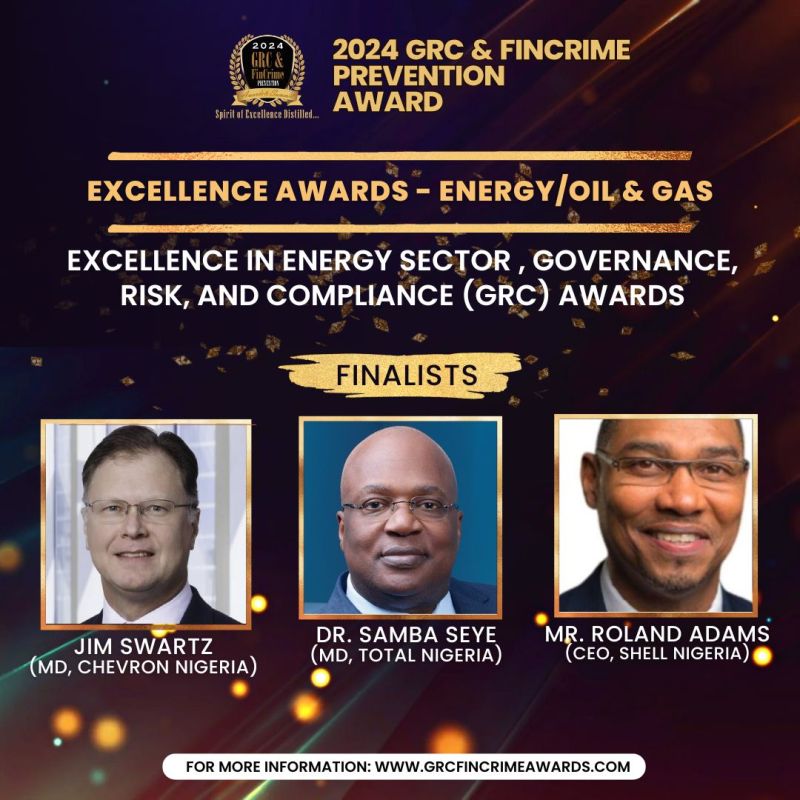 2024
GRC &
FinCrime
PREVENTION
Spirit of Excellence Distilled...
2024 GRC & FINCRIME
PREVENTION
AWARD
EXCELLENCE AWARDS - ENERGY/OIL & GAS
EXCELLENCE IN ENERGY SECTOR , GOVERNANCE,
RISK, AND COMPLIANCE (GRC) AWARDS
FINALISTS
JIM SWARTZ
(MD, CHEVRON NIGERIA)
DR. SAMBA SEYE
(MD, TOTAL NIGERIA)
MR. ROLAND ADAMS
(CEO, SHELL NIGERIA)
FOR MORE INFORMATION: WWW.GRCFINCRIMEAWARDS.COM